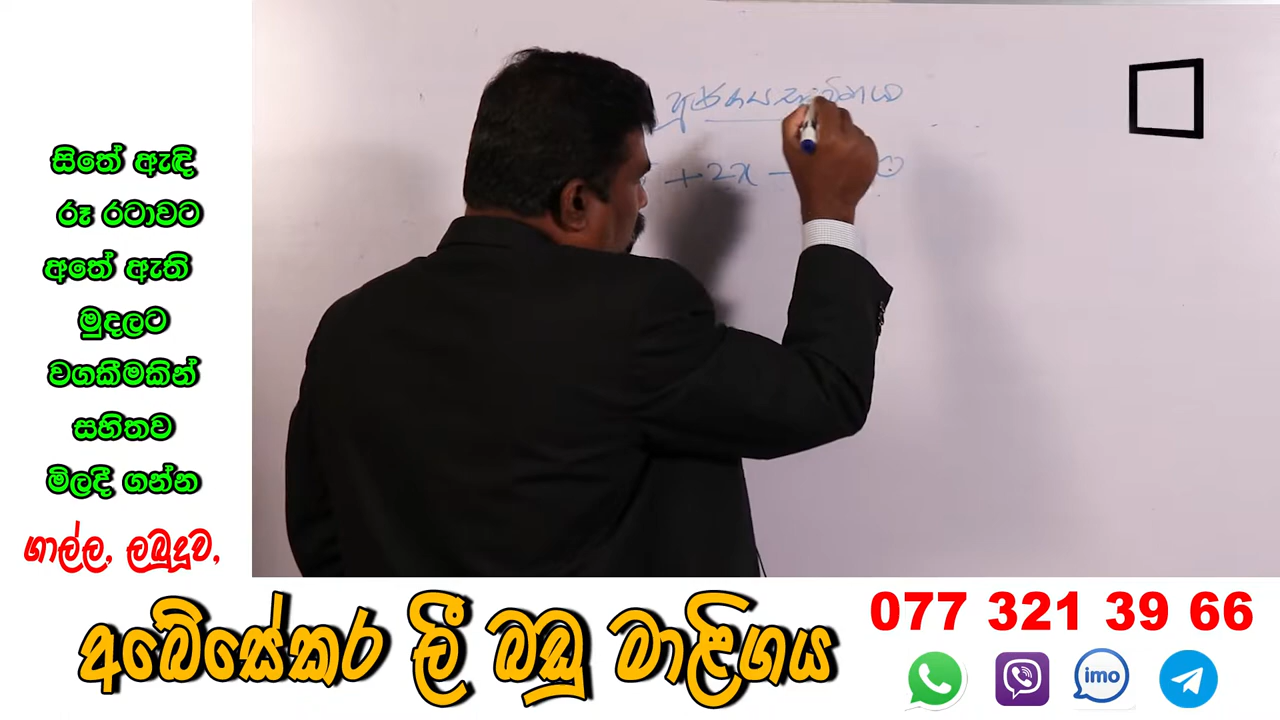 සිතේ ඇඳි
රූ රටාවට
අතේ ඇති
මුදලට
වගකීමකින්
සහිතව
මිලදී ගන්න
ගාල්ල, ලබුදූව,
අබේසේකර ලී බඩු මාළිගය
077 321 39 66
imo
+ 2x -